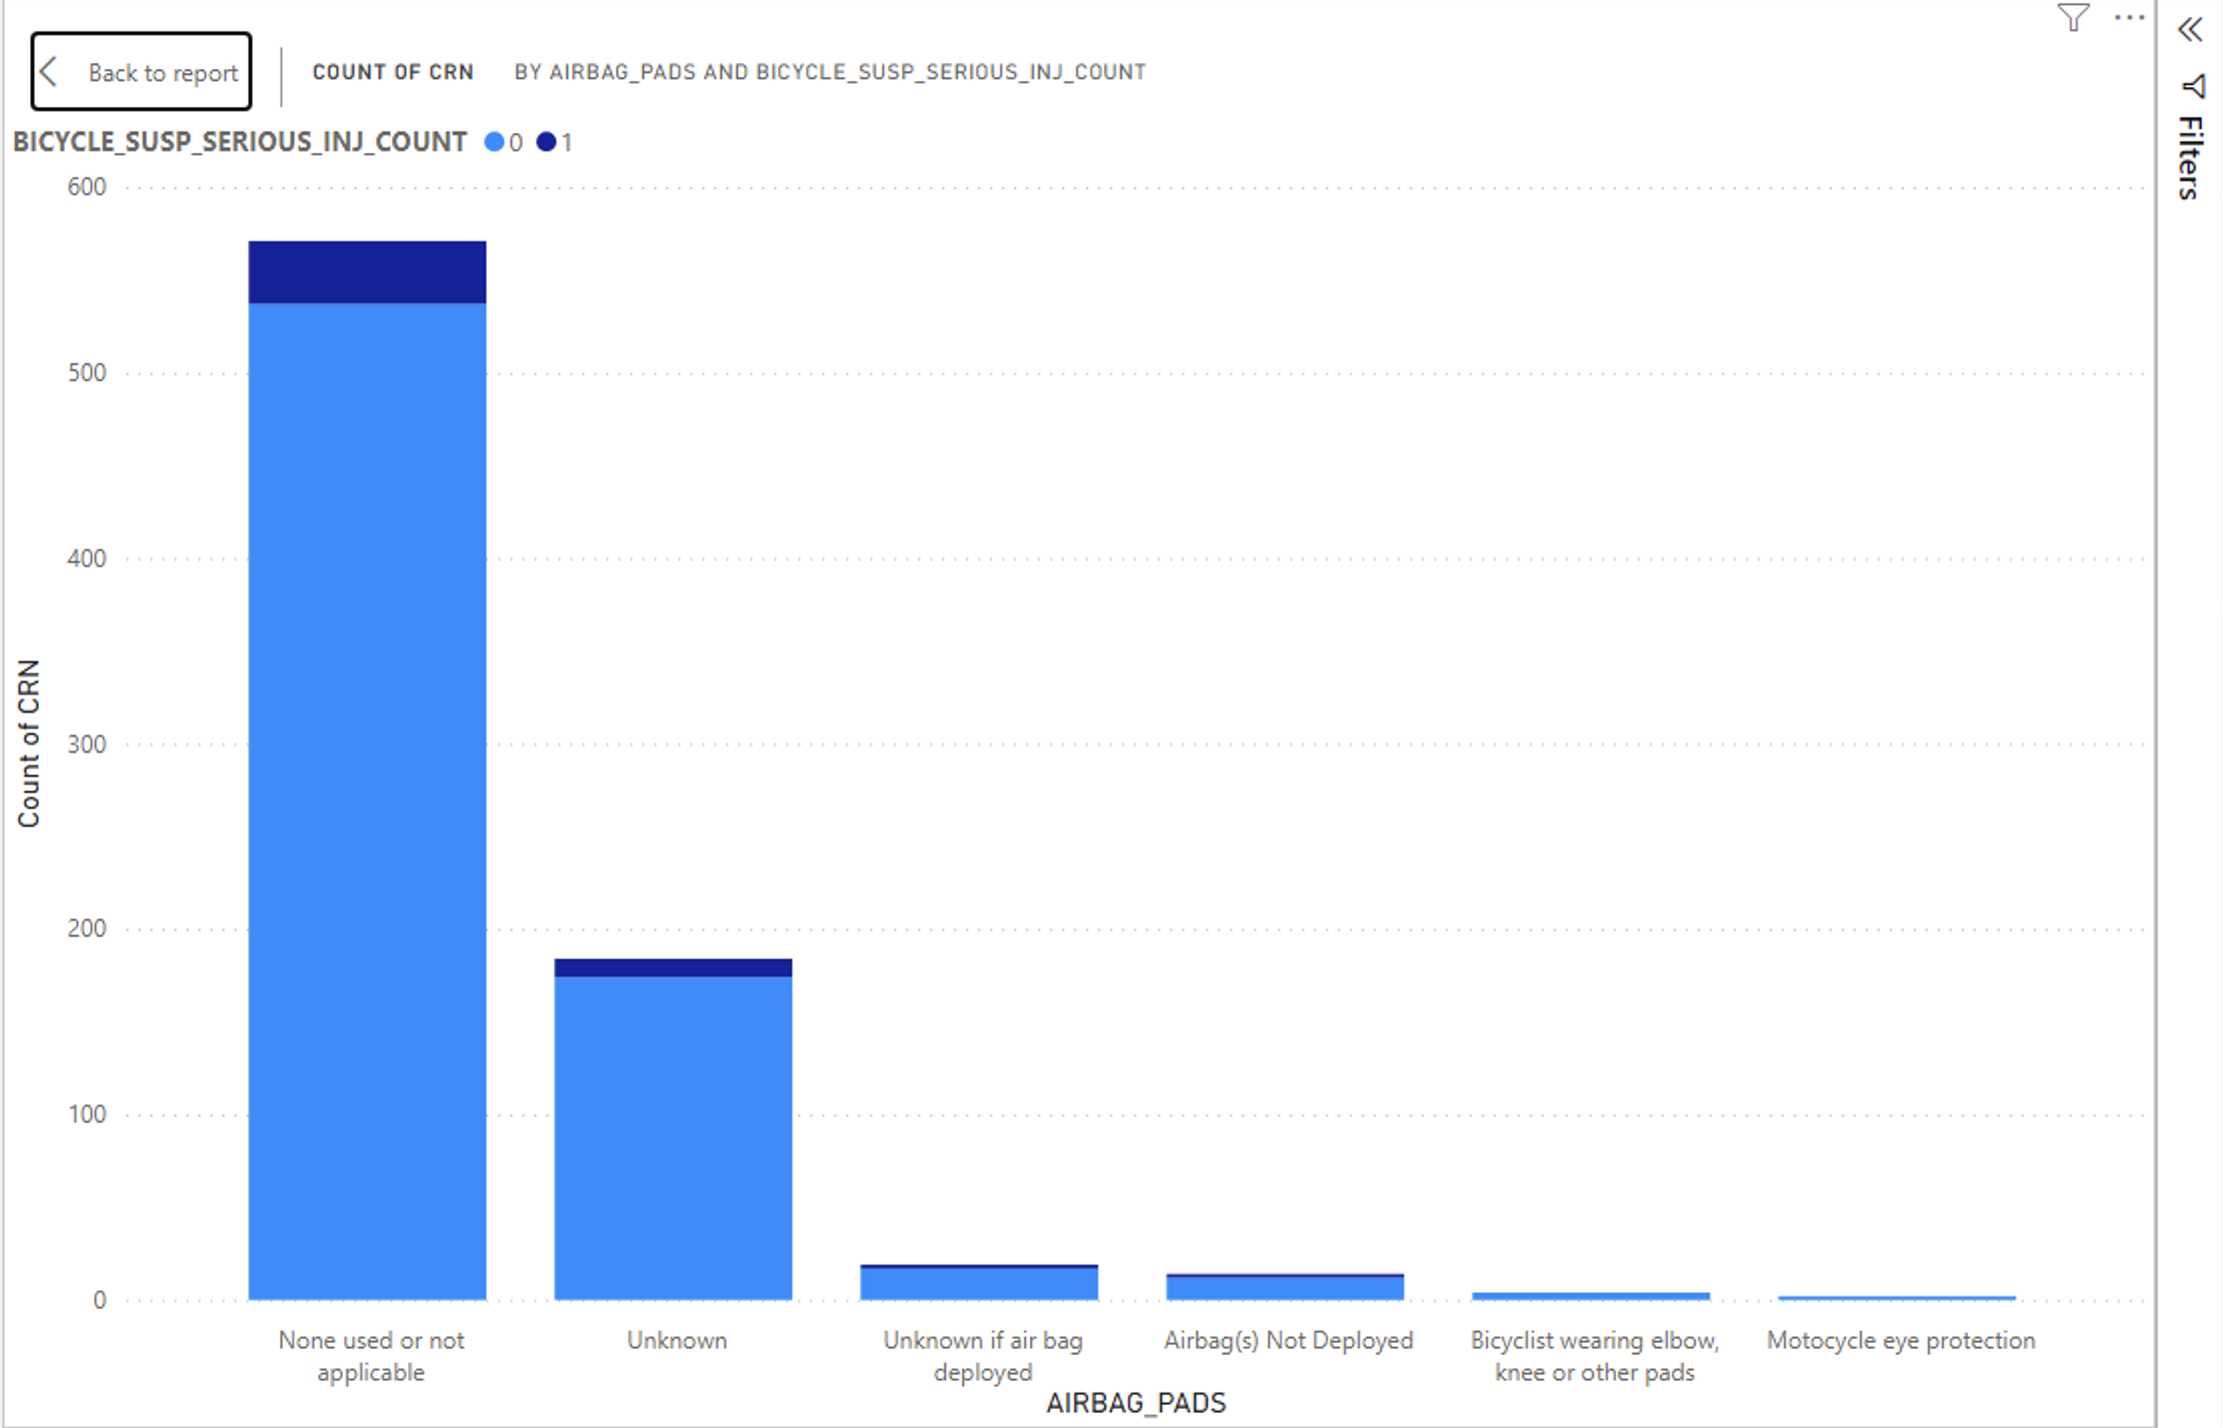 Back to report
COUNT OF CRN BY AIRBAG_PADS AND BICYCLE_SUSP_SERIOUS_INJ_COUNT
Filters
BICYCLE_SUSP_SERIOUS_INJ_COUNT 0 1
600
500
400
300
200
100
0
Count of CRN
None used or not
applicable
Unknown
Unknown if air bag
deployed
Airbag(s) Not Deployed
Bicyclist wearing elbow,
knee or other pads
Motocycle eye protection
AIRBAG_PADS